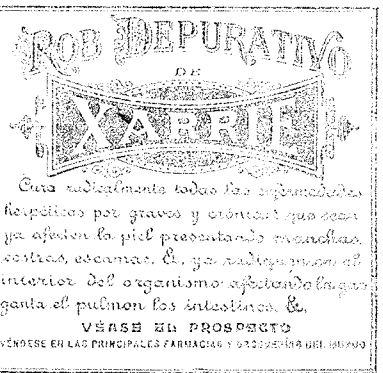 ROB DEPURATIVO
DE
XARRIÉ
Cura radicalmente todas las enfermedades
herpéticas por graves y crónicas que sean
ya afecten la piel presentando manchas,
costras, escamas, &, ya radiquen en el
interior del organismo afectando la gar
ganta el pulmon los intestinos, &.
VÉASE EL PROSPECTO
VÉNDESE EN LAS PRINCIPALES FARMACIAS Y DROGUERÍAS DEL MUNDO